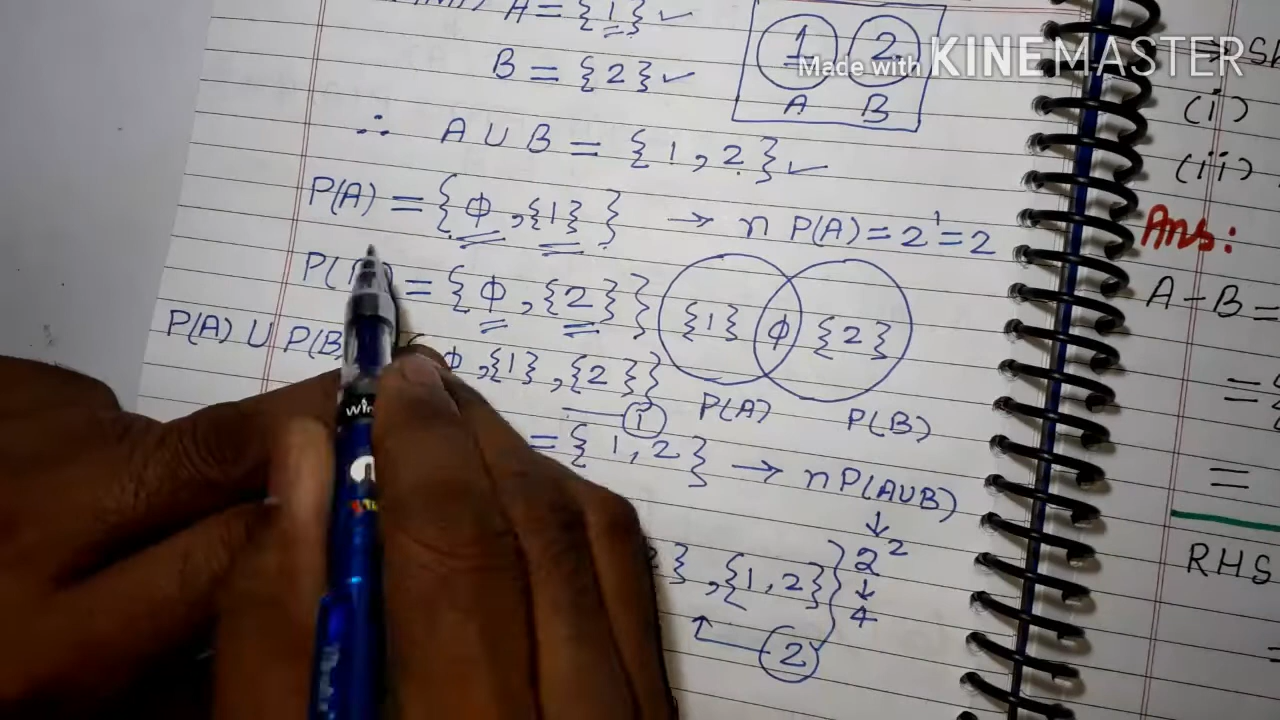 A = {1} ✓
B = {2} ✓
1 2
A B
Made with KINEMASTER
∴ A ∪ B = {1, 2} ✓
P(A) = {ϕ, {1}} → n P(A) = 2¹ = 2
= {ϕ, {2}}
{1} ϕ {2}
P(A) P(B)
P(A) ∪ P(B ϕ, {1}, {2}}
①
= {1, 2} → n P(A∪B)
↓
2²
↓
4
}, {1, 2}}
②
(i)
(ii)
Ans:
A - B =
=
=
RHS
win